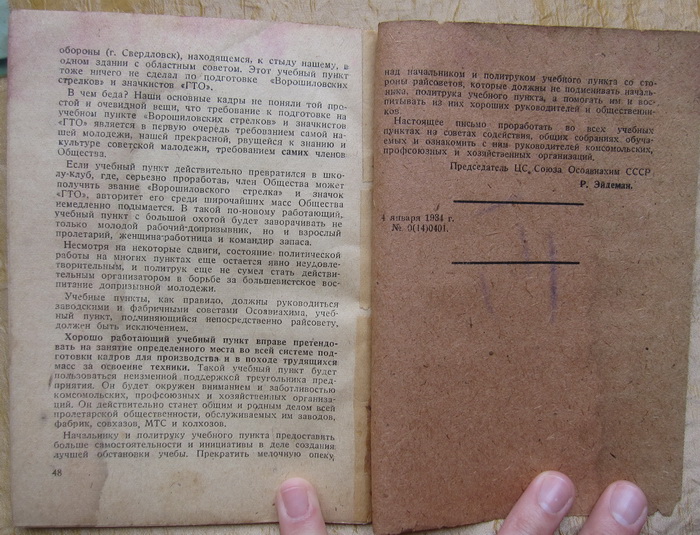 обороны (г. Свердловск), находящемся, к стыду нашему, в
одном здании с областным советом. Этот учебный пункт
тоже ничего не сделал по подготовке «Ворошиловских
стрелков» и значкистов «ГТО».
В чем беда? Наши основные кадры не поняли той про-
стой и очевидной вещи, что требование к подготовке на
учебном пункте «Ворошиловских стрелков» и значкистов
«ГТО» является в первую очередь требованием самой на-
шей молодежи, нашей прекрасной, рвущейся к знанию и
культуре советской молодежи, требованием самих членов
Общества.
Если учебный пункт действительно превратился в шко-
лу-клуб, где, серьезно проработав, член Общества может
получить звание «Ворошиловского стрелка» и значок
«ГТО», авторитет его среди широчайших масс Общества
немедленно подымается. В такой по-новому работающий,
учебный пункт с большой охотой будет заворачивать не
только молодой рабочий-допризывник, но и взрослый
пролетарий, женщина-работница и командир запаса.
Несмотря на некоторые сдвиги, состояние политической
работы на многих пунктах еще остается явно неудовле-
творительным, и политрук еще не сумел стать действи-
тельным организатором в борьбе за большевистское вос-
питание допризывной молодежи.
Учебные пункты, как правило, должны руководиться
заводскими и фабричными советами Осоавиахима, учеб-
ный пункт, подчиняющийся непосредственно райсовету,
должен быть исключением.
Хорошо работающий учебный пункт вправе претендо-
вать на занятие определенного места во всей системе под-
готовки кадров для производства и в походе трудящихся
масс за освоение техники. Такой учебный пункт будет
пользоваться неизменной поддержкой треугольника пред-
приятия. Он будет окружен вниманием и заботливостью
комсомольских, профсоюзных и хозяйственных организа-
ций. Он действительно станет общим и родным делом всей
пролетарской общественности, обслуживаемых им заводов,
фабрик, совхазов, МТС и колхозов.
Начальнику и политруку учебного пункта предоставить
больше самостоятельности и инициативы в деле создания
лучшей обстановки учебы. Прекратить мелочную опеку,
48
над начальником и политруком учебного пункта со сто-
роны райсоветов, которые должны не подменивать началь-
ника, политрука учебного пункта, а помогать им и вос-
питывать из них хороших руководителей и общественни-
ков.
Настоящее письмо проработать во всех учебных
пунктах на советах содействия, общих собраниях обучае-
мых и ознакомить с ним руководителей комсомольских,
профсоюзных и хозяйственных организаций.
Председатель ЦС Союза Осоавиахим СССР
Р. Эйдеман.
4 января 1934 г.
№ 0(14)0401.